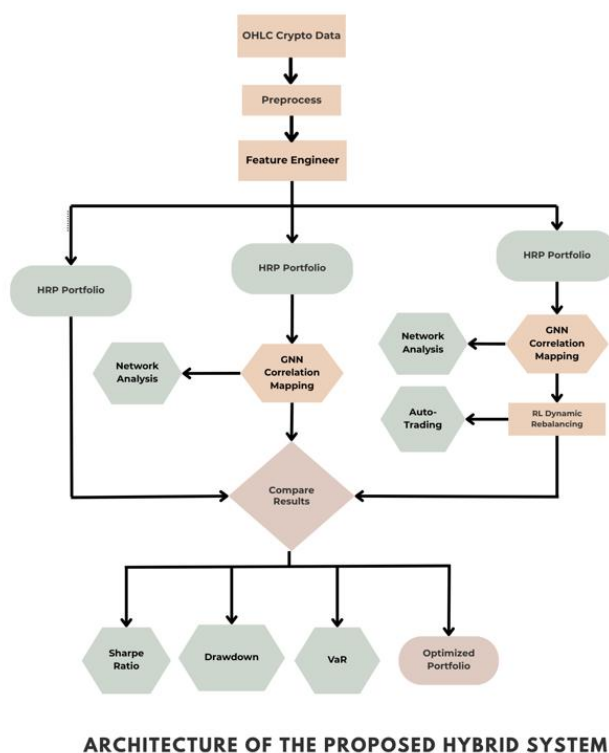 OHLC Crypto Data
Preprocess
Feature Engineer
HRP Portfolio
HRP Portfolio
HRP Portfolio
Network
Analysis
GNN
Correlation
Mapping
Network
Analysis
GNN
Correlation
Mapping
Auto-
Trading
RL Dynamic
Rebalancing
Compare
Results
Sharpe
Ratio
Drawdown
VaR
Optimized
Portfolio
ARCHITECTURE OF THE PROPOSED HYBRID SYSTEM